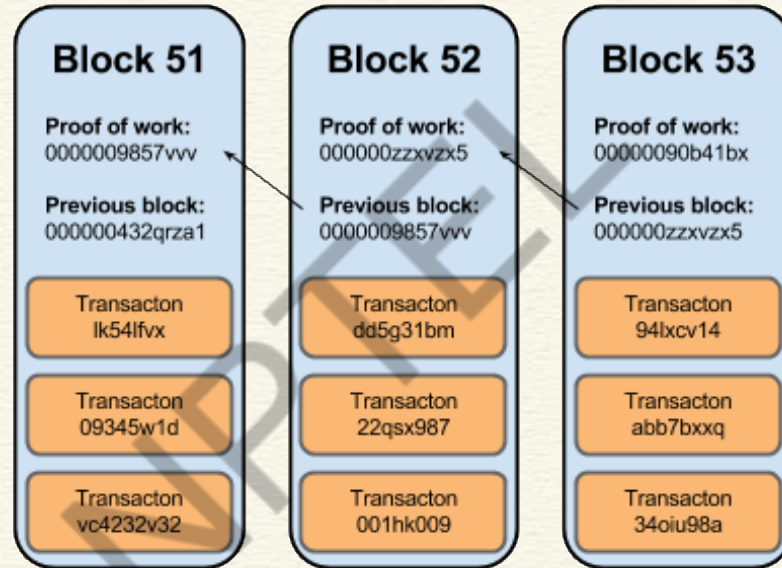 Block 51
Proof of work:
0000009857vvv
Previous block:
000000432qrza1
Transacton
lk54lfvx
Transacton
09345w1d
Transacton
vc4232v32
Block 52
Proof of work:
000000zzxvzx5
Previous block:
0000009857vvv
Transacton
dd5g31bm
Transacton
22qsx987
Transacton
001hk009
Block 53
Proof of work:
00000090b41bx
Previous block:
000000zzxvzx5
Transacton
94lxcv14
Transacton
abb7bxxq
Transacton
34oiu98a
NPTEL